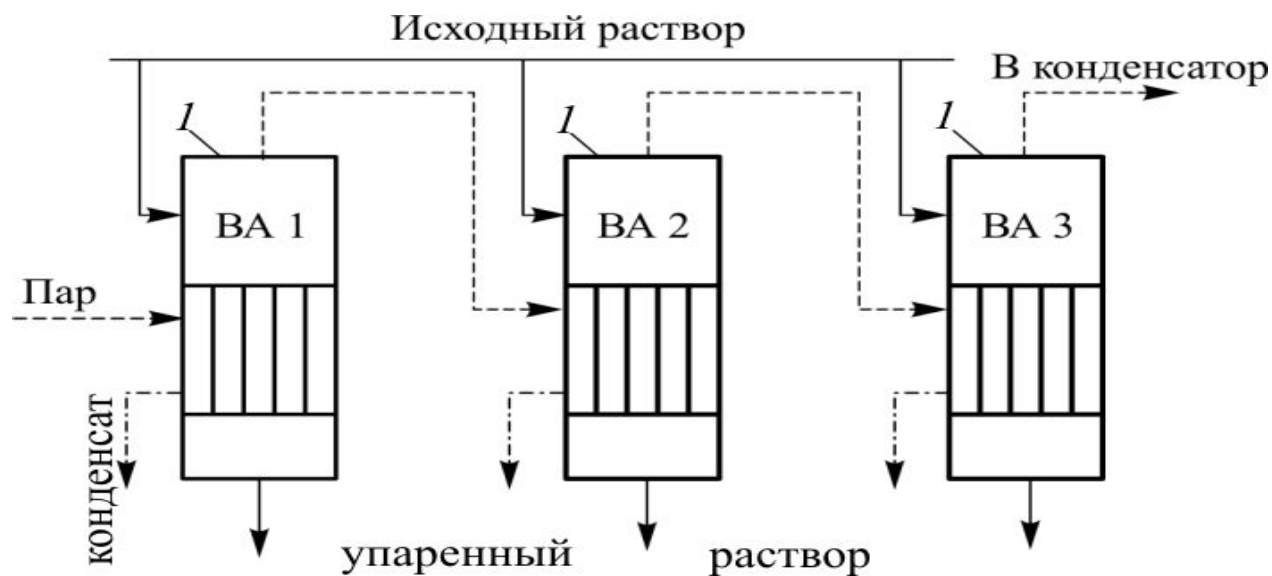 Исходный раствор
В конденсатор
1
1
1
ВА 1
ВА 2
ВА 3
Пар
конденсат
упаренный раствор